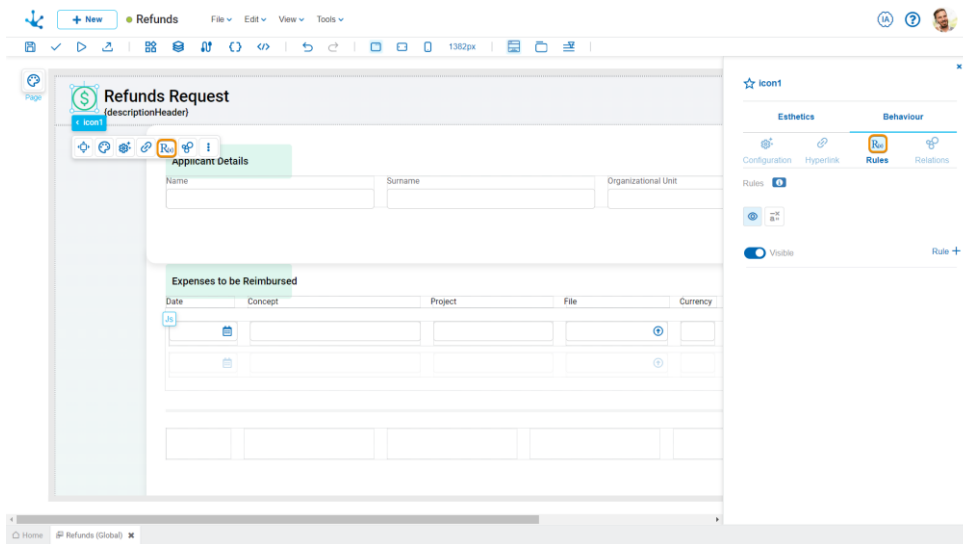 + New
Refunds
File
Edit
View
Tools
IA
?
1382px
Page
Refunds Request
{descriptionHeader}
icon1
Applicant Details
Name
Surname
Organizational Unit
Expenses to be Reimbursed
Date
Concept
Project
File
Currency
Js
icon1
Esthetics
Behaviour
Configuration
Hyperlink
Rules
Relations
Rules
Visible
Rule +
Home
Refunds (Global)